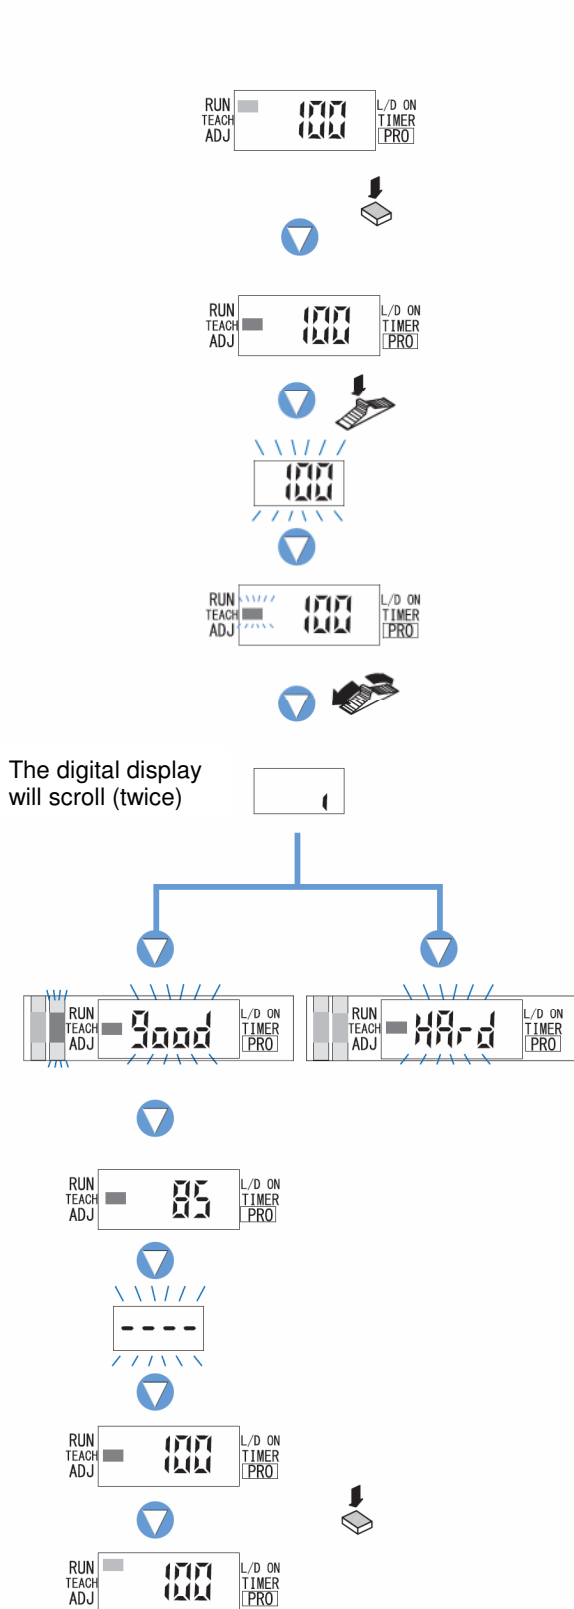 RUN
TEACH
ADJ
100
L/D ON
TIMER
PRO
RUN
TEACH
ADJ
100
L/D ON
TIMER
PRO
100
RUN
TEACH
ADJ
100
L/D ON
TIMER
PRO
The digital display
will scroll (twice)
RUN
TEACH
ADJ
good
L/D ON
TIMER
PRO
RUN
TEACH
ADJ
HArd
L/D ON
TIMER
PRO
RUN
TEACH
ADJ
85
L/D ON
TIMER
PRO
----
RUN
TEACH
ADJ
100
L/D ON
TIMER
PRO
RUN
TEACH
ADJ
100
L/D ON
TIMER
PRO